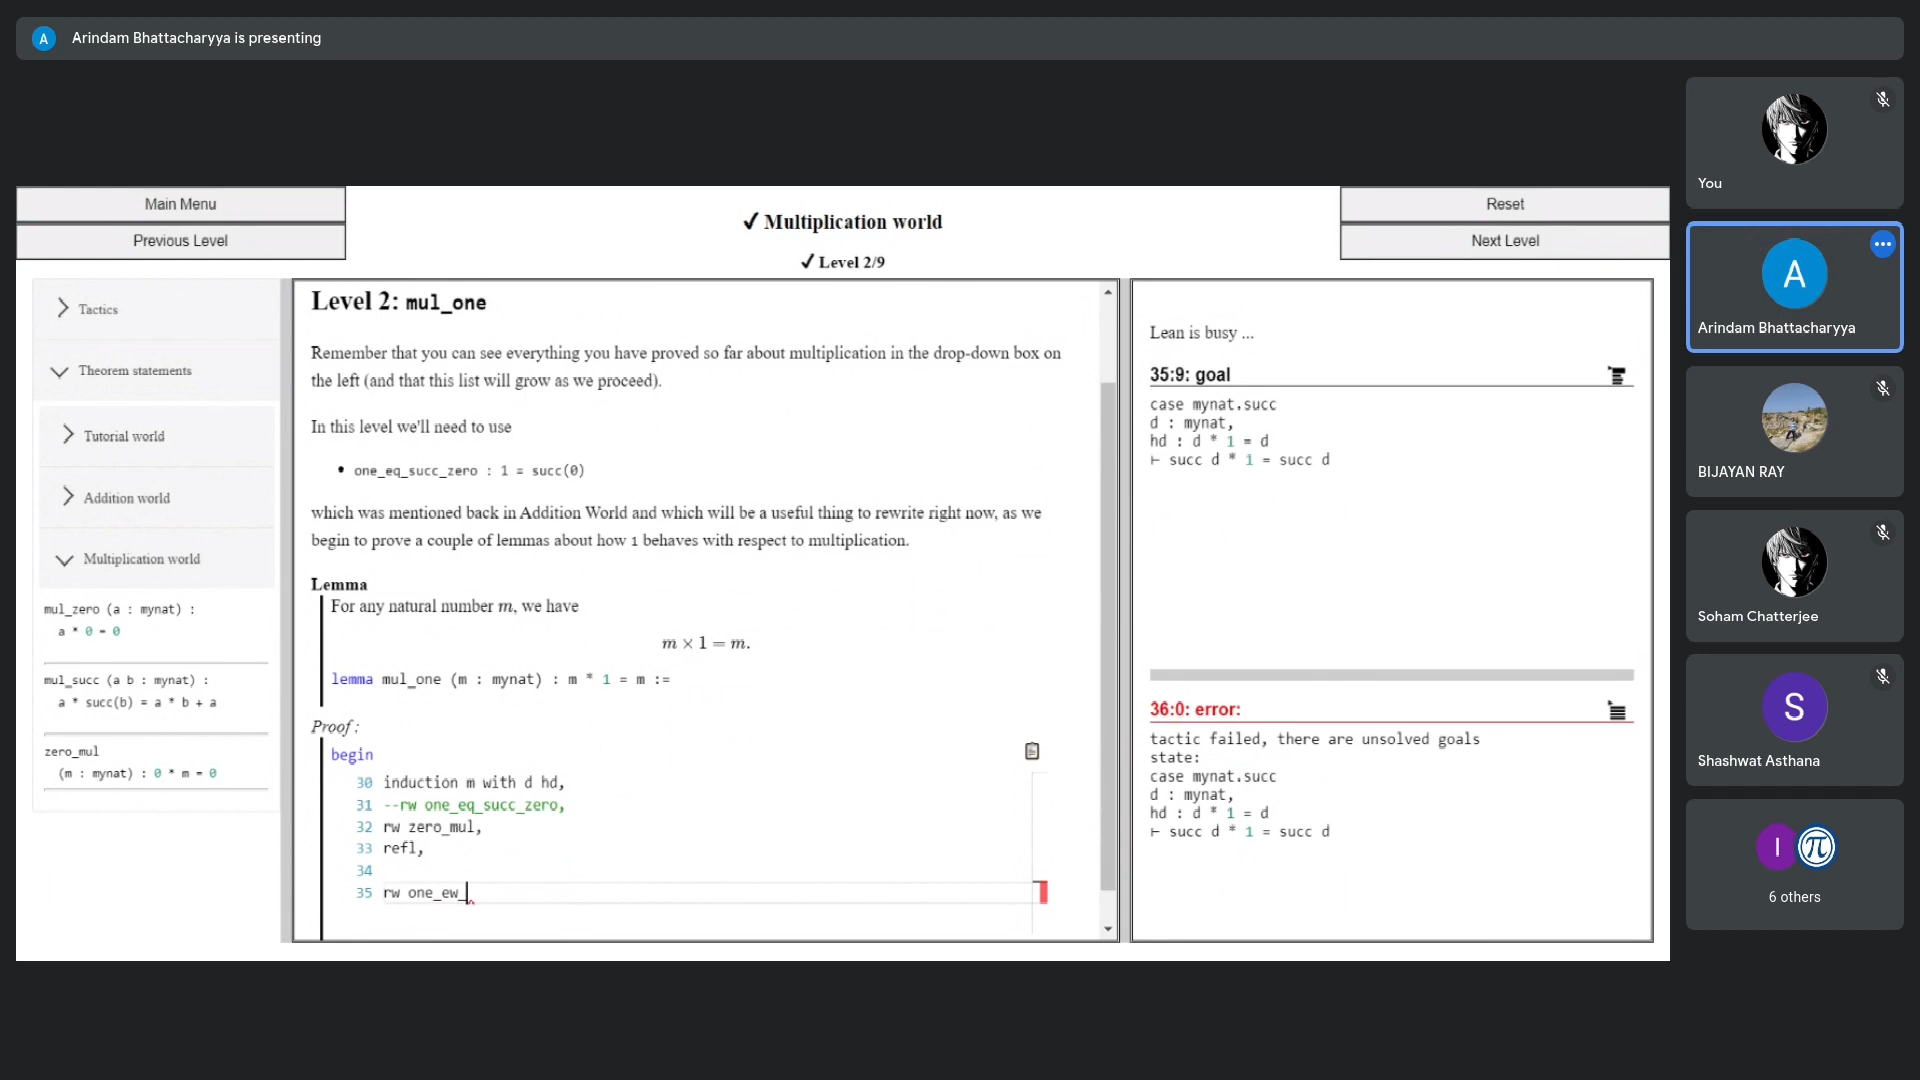 A
Arindam Bhattacharyya is presenting
Main Menu
Previous Level
✓ Multiplication world
✓ Level 2/9
Reset
Next Level
Tactics
Theorem statements
Tutorial world
Addition world
Multiplication world
mul_zero (a : mynat) :
a * 0 = 0
mul_succ (a b : mynat) :
a * succ(b) = a * b + a
zero_mul
(m : mynat) : 0 * m = 0
Level 2: mul_one
Remember that you can see everything you have proved so far about multiplication in the drop-down box on
the left (and that this list will grow as we proceed).
In this level we'll need to use
• one_eq_succ_zero : 1 = succ(0)
which was mentioned back in Addition World and which will be a useful thing to rewrite right now, as we
begin to prove a couple of lemmas about how 1 behaves with respect to multiplication.
Lemma
For any natural number m, we have
m × 1 = m.
lemma mul_one (m : mynat) : m * 1 = m :=
Proof :
begin
30 induction m with d hd,
31 --rw one_eq_succ_zero,
32 rw zero_mul,
33 refl,
34
35 rw one_ew_
Lean is busy ...
35:9: goal
case mynat.succ
d : mynat,
hd : d * 1 = d
⊢ succ d * 1 = succ d
36:0: error:
tactic failed, there are unsolved goals
state:
case mynat.succ
d : mynat,
hd : d * 1 = d
⊢ succ d * 1 = succ d
You
A
Arindam Bhattacharyya
BIJAYAN RAY
Soham Chatterjee
S
Shashwat Asthana
I π
6 others